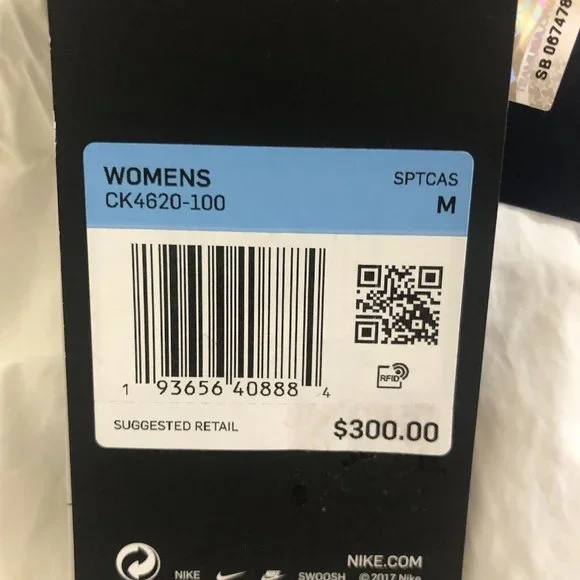 SB 067478
WOMENS SPTCAS
CK4620-100 M
RFID
1 93656 40888 4
SUGGESTED RETAIL $300.00
NIKE.COM
NIKE SWOOSH ©2017 Nike